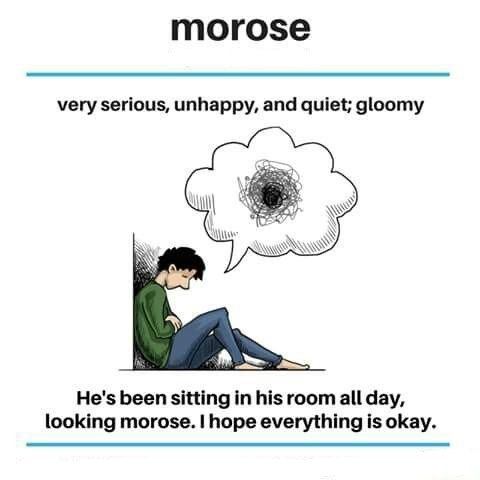 morose
very serious, unhappy, and quiet; gloomy
He's been sitting in his room all day,
looking morose. I hope everything is okay.